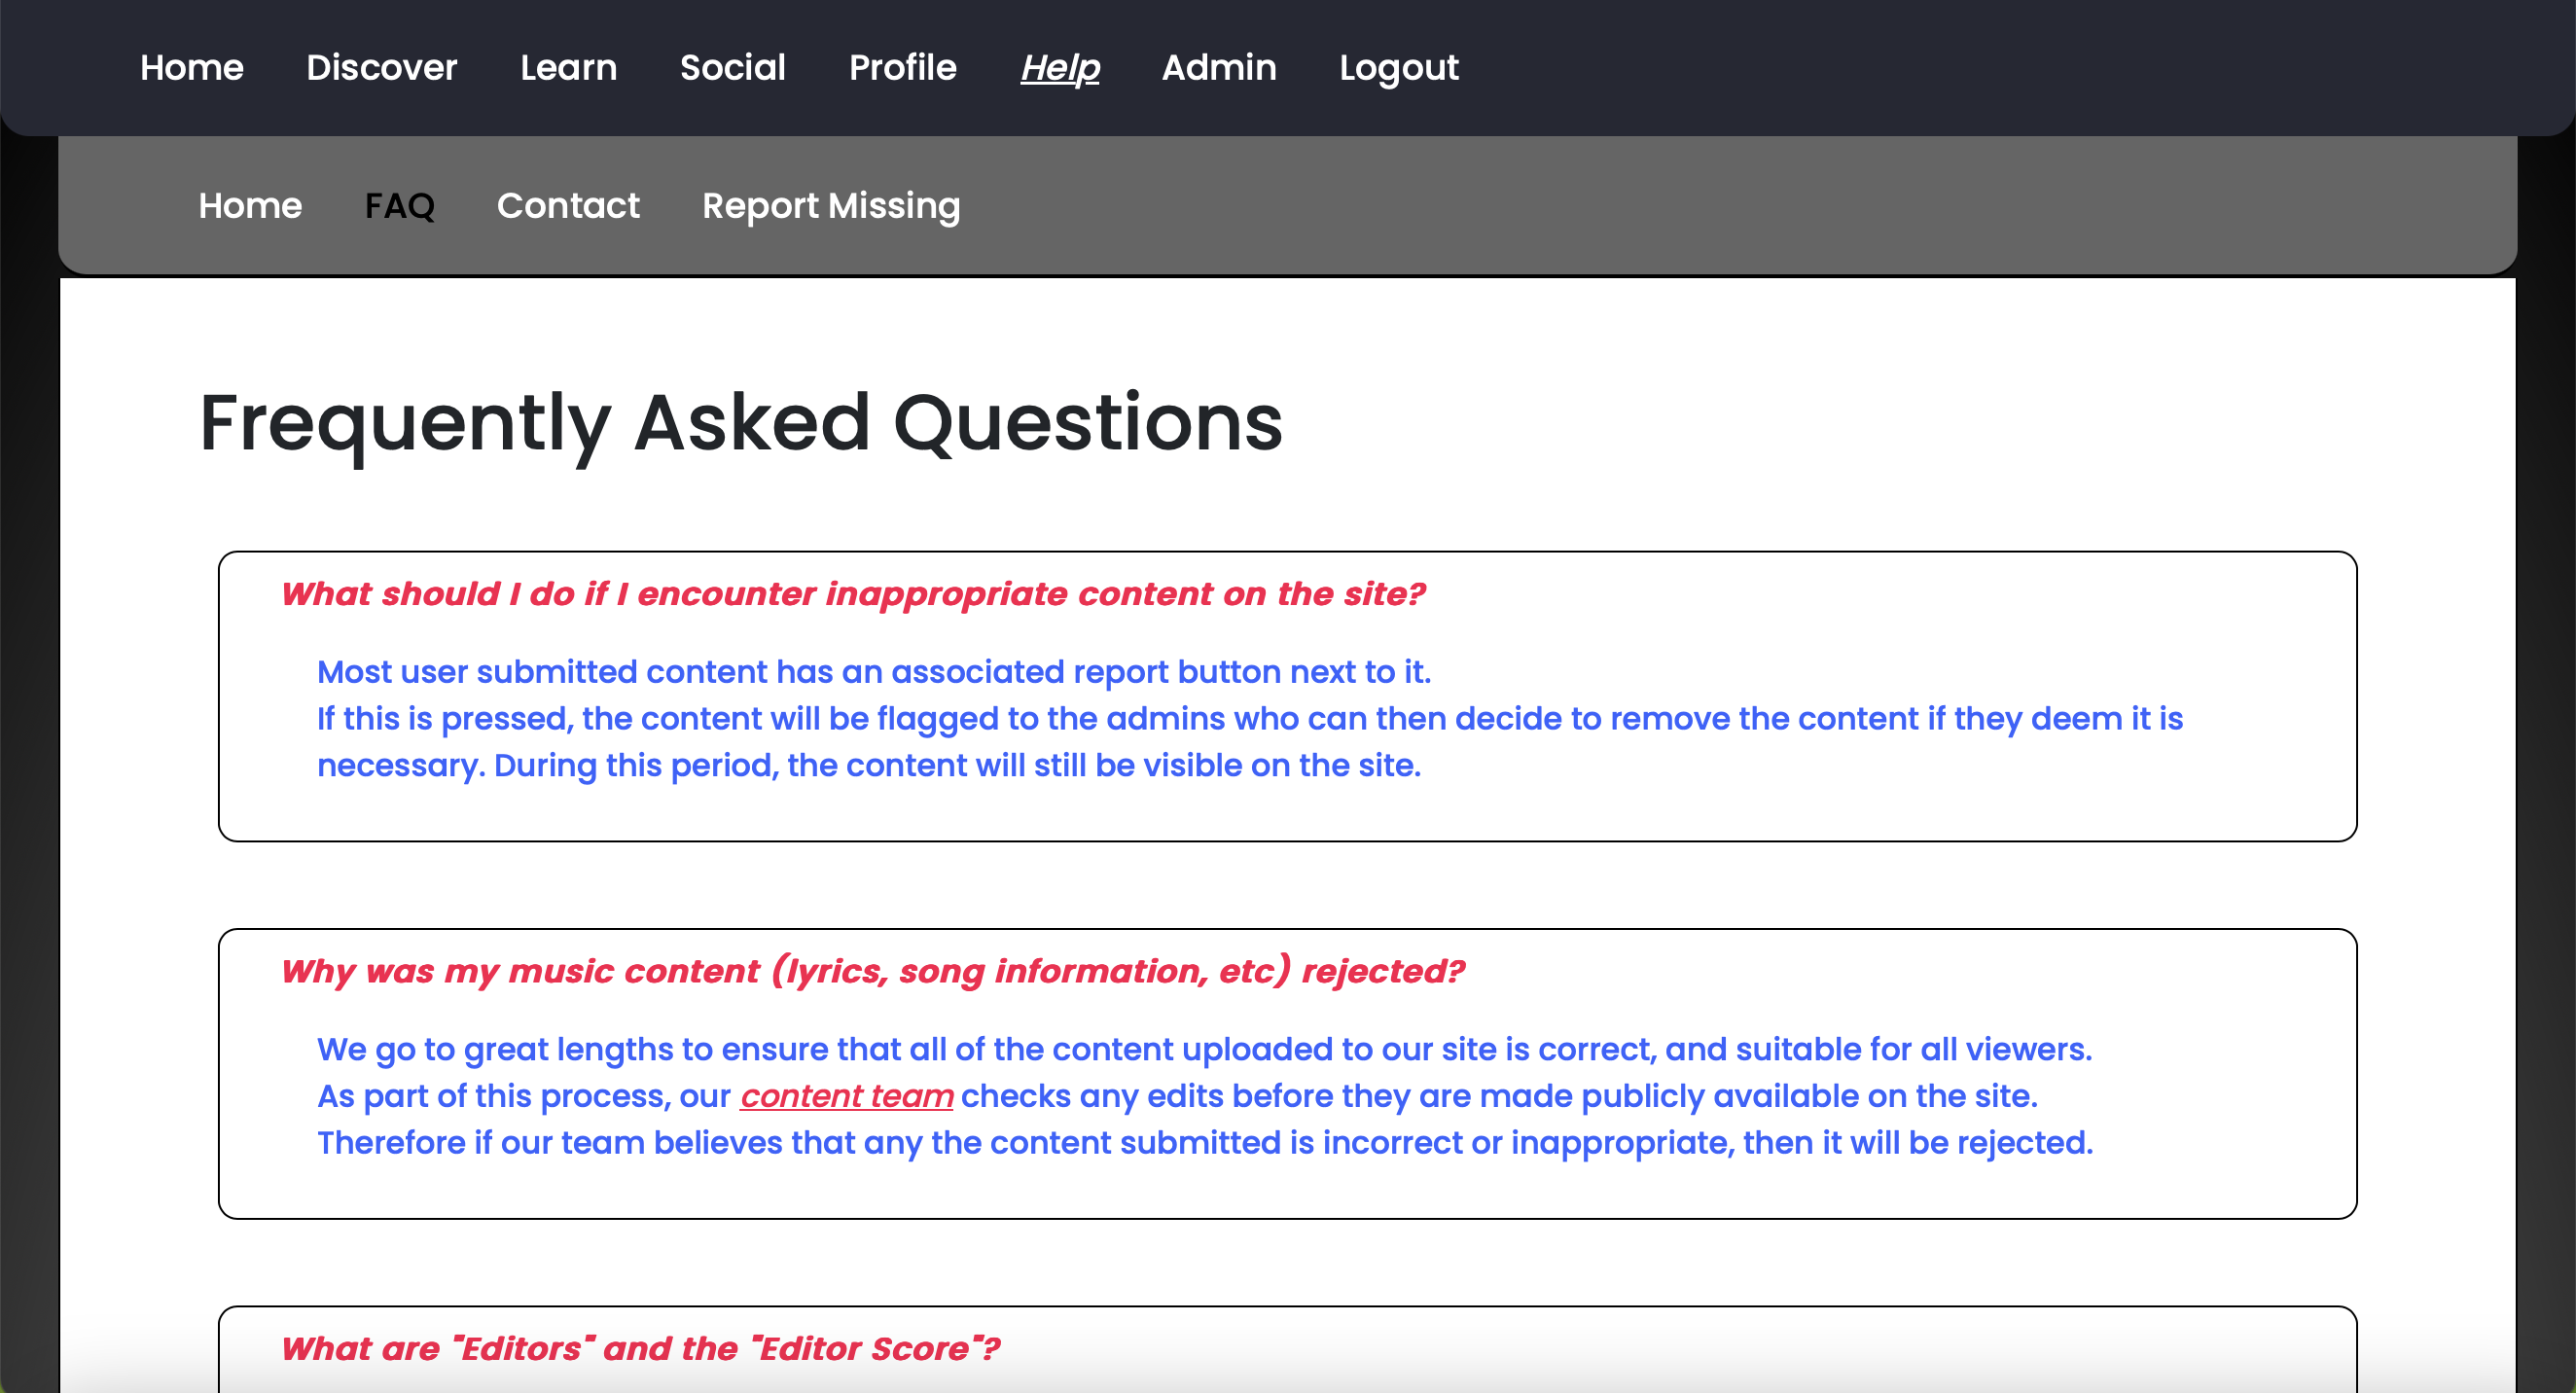 Home Discover Learn Social Profile Help Admin Logout
Home FAQ Contact Report Missing
Frequently Asked Questions
What should I do if I encounter inappropriate content on the site?
Most user submitted content has an associated report button next to it.
If this is pressed, the content will be flagged to the admins who can then decide to remove the content if they deem it is
necessary. During this period, the content will still be visible on the site.
Why was my music content (lyrics, song information, etc) rejected?
We go to great lengths to ensure that all of the content uploaded to our site is correct, and suitable for all viewers.
As part of this process, our content team checks any edits before they are made publicly available on the site.
Therefore if our team believes that any the content submitted is incorrect or inappropriate, then it will be rejected.
What are "Editors" and the "Editor Score"?